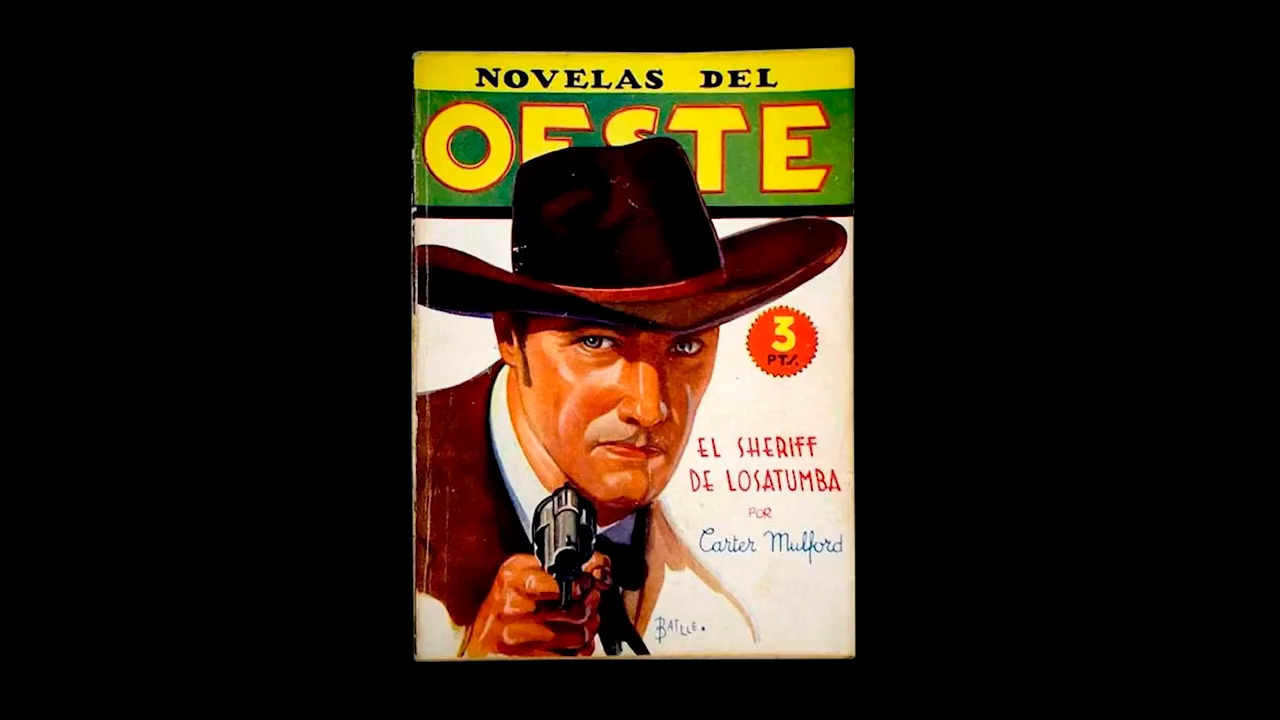 NOVELAS DEL
OESTE
3
PTS.
EL SHERIFF
DE LOSATUMBA
POR
Carter Mulford
BATLLE.